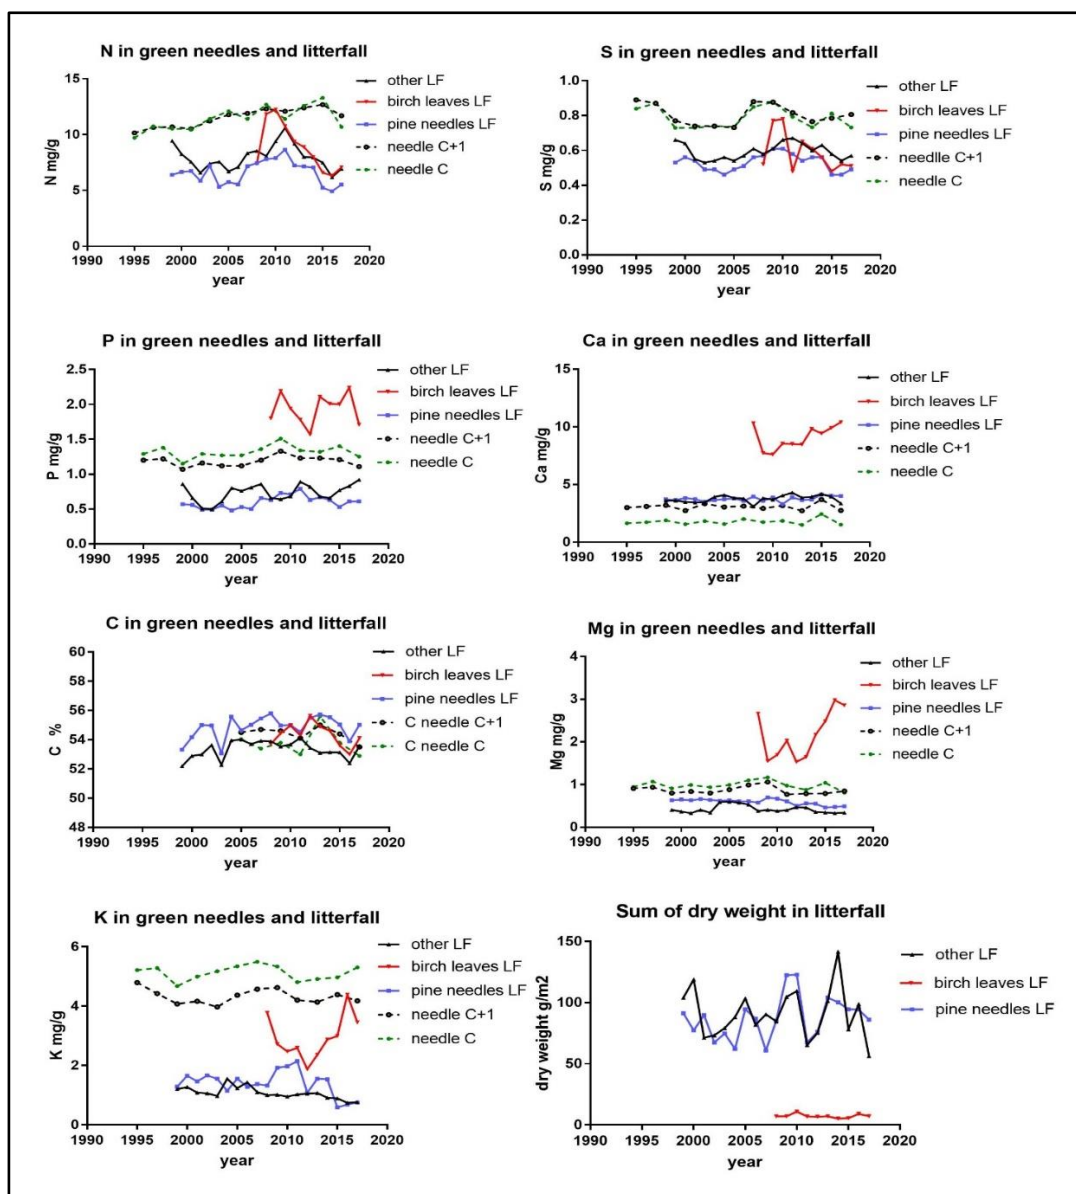 N in green needles and litterfall
N mg/g
15
10
5
0
1990 1995 2000 2005 2010 2015 2020
year
other LF
birch leaves LF
pine needles LF
needle C+1
needle C
S in green needles and litterfall
S mg/g
1.0
0.8
0.6
0.4
0.2
0.0
1990 1995 2000 2005 2010 2015 2020
year
other LF
birch leaves LF
pine needles LF
needlle C+1
needle C
P in green needles and litterfall
P mg/g
2.5
2.0
1.5
1.0
0.5
0.0
1990 1995 2000 2005 2010 2015 2020
year
other LF
birch leaves LF
pine needles LF
needle C+1
needle C
Ca in green needles and litterfall
Ca mg/g
15
10
5
0
1990 1995 2000 2005 2010 2015 2020
year
other LF
birch leaves LF
pine needles LF
needle C+1
needle C
C in green needles and litterfall
C %
60
58
56
54
52
50
48
1990 1995 2000 2005 2010 2015 2020
year
other LF
birch leaves LF
pine needles LF
C needle C+1
C needle C
Mg in green needles and litterfall
Mg mg/g
4
3
2
1
0
1990 1995 2000 2005 2010 2015 2020
year
other LF
birch leaves LF
pine needles LF
needle C+1
needle C
K in green needles and litterfall
K mg/g
6
4
2
0
1990 1995 2000 2005 2010 2015 2020
year
other LF
birch leaves LF
pine needles LF
needle C+1
needle C
Sum of dry weight in litterfall
dry weight g/m2
150
100
50
0
1990 1995 2000 2005 2010 2015 2020
year
other LF
birch leaves LF
pine needles LF